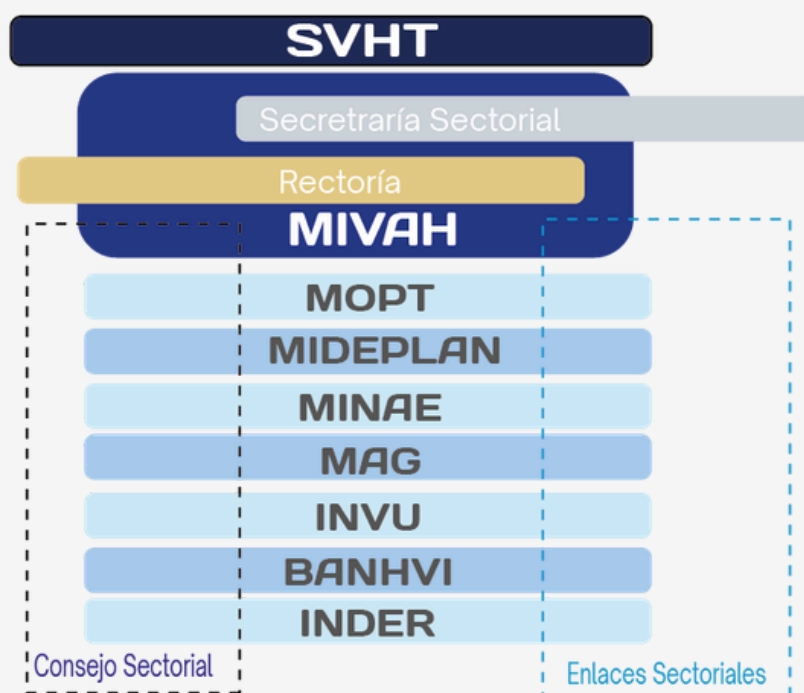 SVHT
Secretraría Sectorial
Rectoría
MIVAH
MOPT
MIDEPLAN
MINAE
MAG
INVU
BANHVI
INDER
Consejo Sectorial
Enlaces Sectoriales